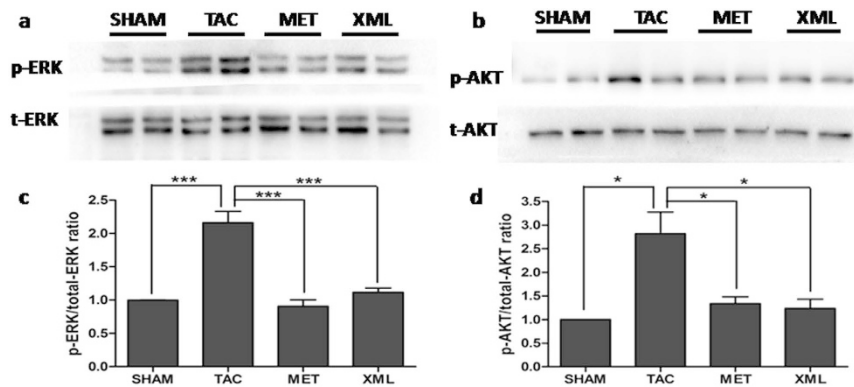 a
SHAM TAC MET XML
p-ERK
t-ERK
b
SHAM TAC MET XML
p-AKT
t-AKT
c
p-ERK/total-ERK ratio
2.5
2.0
1.5
1.0
0.5
0.0
***
***
***
SHAM TAC MET XML
d
p-AKT/total-AKT ratio
3.5
3.0
2.5
2.0
1.5
1.0
0.5
0.0
*
*
*
SHAM TAC MET XML